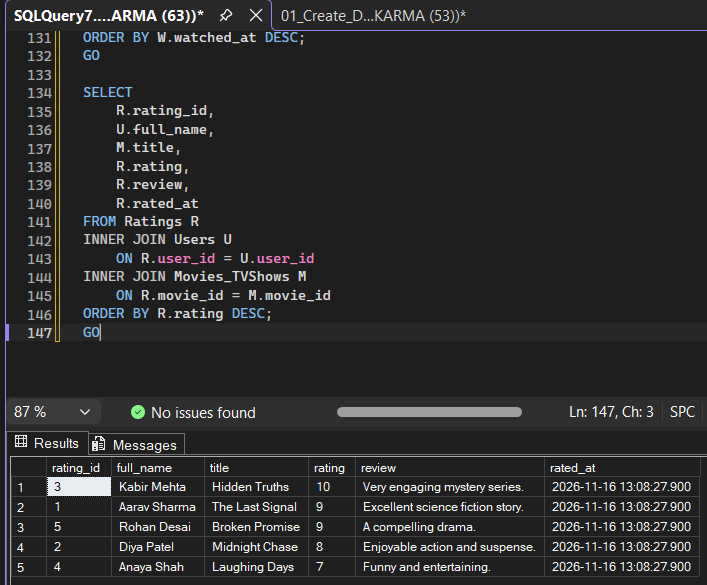 SQLQuery7....ARMA (63))*
01_Create_D...KARMA (53))*
131 ORDER BY W.watched_at DESC;
132 GO
133
134 SELECT
135 R.rating_id,
136 U.full_name,
137 M.title,
138 R.rating,
139 R.review,
140 R.rated_at
141 FROM Ratings R
142 INNER JOIN Users U
143 ON R.user_id = U.user_id
144 INNER JOIN Movies_TVShows M
145 ON R.movie_id = M.movie_id
146 ORDER BY R.rating DESC;
147 GO
87 % No issues found Ln: 147, Ch: 3 SPC
Results Messages
rating_id full_name title rating review rated_at
1 3 Kabir Mehta Hidden Truths 10 Very engaging mystery series. 2026-11-16 13:08:27.900
2 1 Aarav Sharma The Last Signal 9 Excellent science fiction story. 2026-11-16 13:08:27.900
3 5 Rohan Desai Broken Promise 9 A compelling drama. 2026-11-16 13:08:27.900
4 2 Diya Patel Midnight Chase 8 Enjoyable action and suspense. 2026-11-16 13:08:27.900
5 4 Anaya Shah Laughing Days 7 Funny and entertaining. 2026-11-16 13:08:27.900